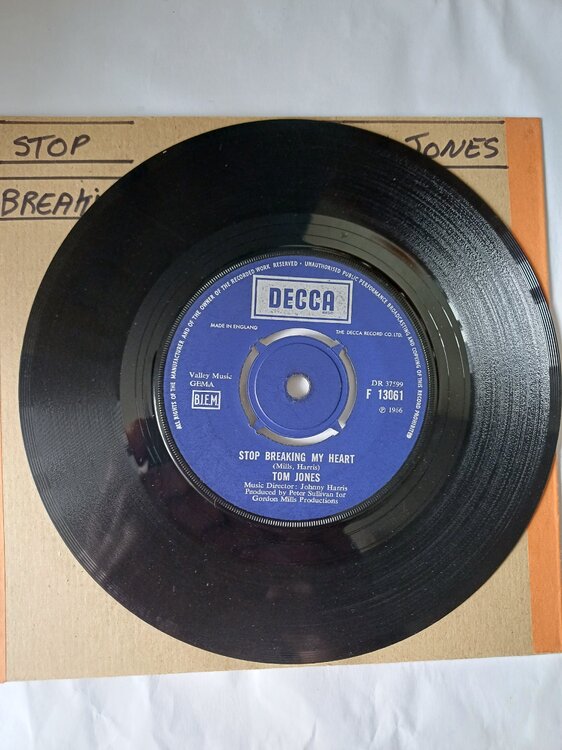 STOP
JONES
BREAKI
ALL RIGHTS OF THE MANUFACTURER AND OF THE OWNER OF THE RECORDED WORK RESERVED • UNAUTHORISED PUBLIC PERFORMANCE BROADCASTING AND COPYING OF THIS RECORD PROHIBITED
DECCA
MADE IN ENGLAND
THE DECCA RECORD CO. LTD.
Valley Music
GEMA
B.I.E.M.
DR 37599
F 13061
℗ 1966
STOP BREAKING MY HEART
(Mills, Harris)
TOM JONES
Music Director: Johnny Harris
Produced by Peter Sullivan for
Gordon Mills Productions